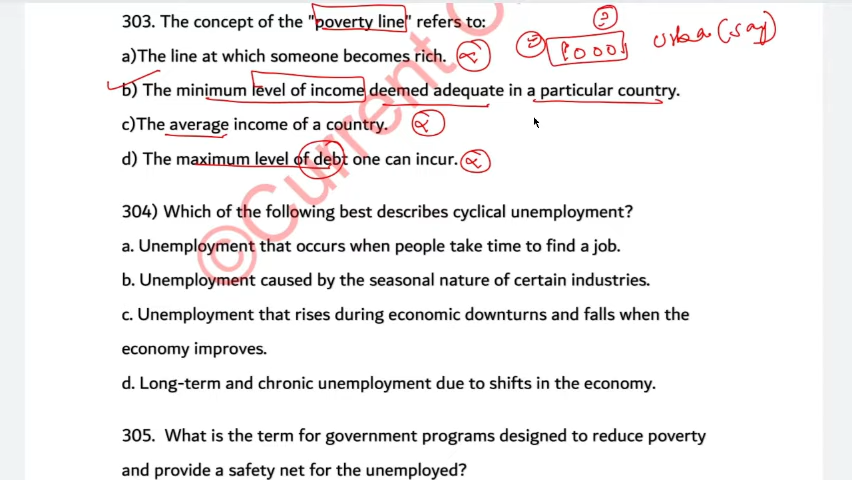 303. The concept of the "poverty line" refers to:
a)The line at which someone becomes rich.
10000
(say)
b) The minimum level of income deemed adequate in a particular country.
c)The average income of a country.
d) The maximum level of debt one can incur.
©Current
304) Which of the following best describes cyclical unemployment?
a. Unemployment that occurs when people take time to find a job.
b. Unemployment caused by the seasonal nature of certain industries.
c. Unemployment that rises during economic downturns and falls when the
economy improves.
d. Long-term and chronic unemployment due to shifts in the economy.
305. What is the term for government programs designed to reduce poverty
and provide a safety net for the unemployed?